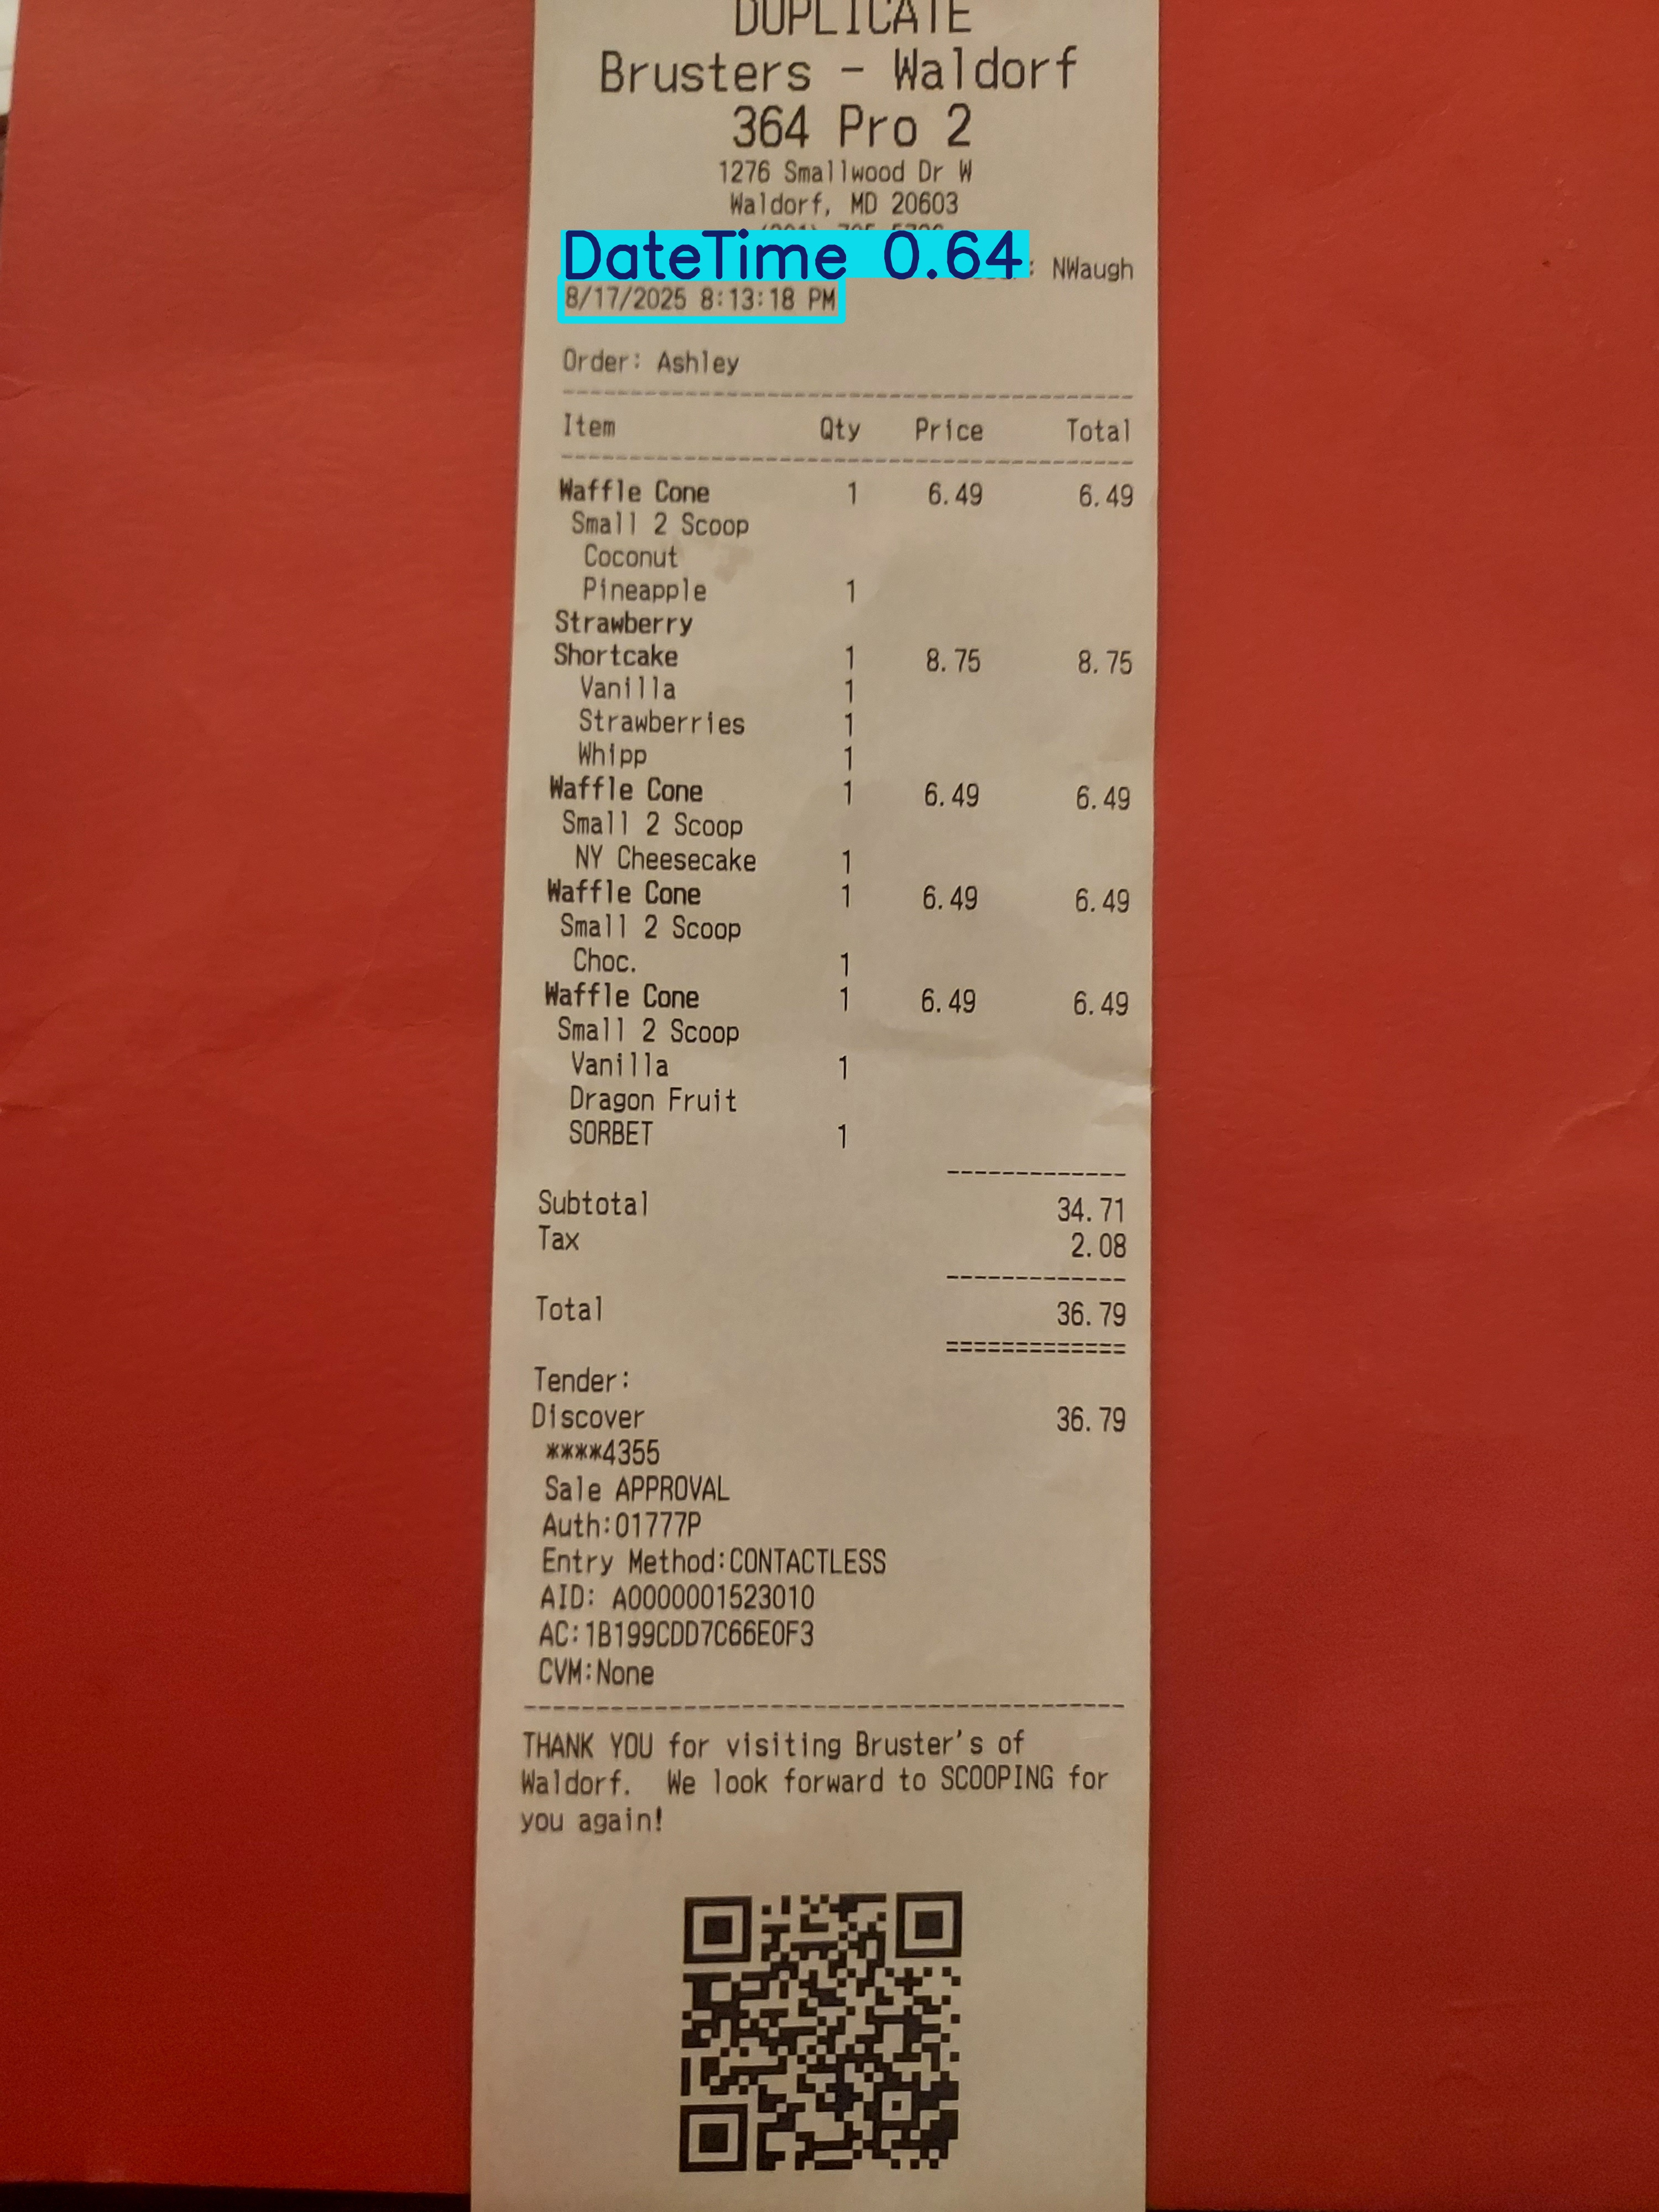 DUPLICATE
Brusters - Waldorf
364 Pro 2
1276 Smallwood Dr W
Waldorf, MD 20603
DateTime 0.64
: NWaugh
8/17/2025 8:13:18 PM
Order: Ashley
Item Qty Price Total
Waffle Cone 1 6.49 6.49
Small 2 Scoop
Coconut
Pineapple 1
Strawberry
Shortcake 1 8.75 8.75
Vanilla 1
Strawberries 1
Whipp 1
Waffle Cone 1 6.49 6.49
Small 2 Scoop
NY Cheesecake 1
Waffle Cone 1 6.49 6.49
Small 2 Scoop
Choc. 1
Waffle Cone 1 6.49 6.49
Small 2 Scoop
Vanilla 1
Dragon Fruit
SORBET 1
Subtotal 34.71
Tax 2.08
Total 36.79
Tender:
Discover 36.79
****4355
Sale APPROVAL
Auth:01777P
Entry Method:CONTACTLESS
AID: A0000001523010
AC:1B199CDD7C66E0F3
CVM:None
THANK YOU for visiting Bruster's of
Waldorf. We look forward to SCOOPING for
you again!